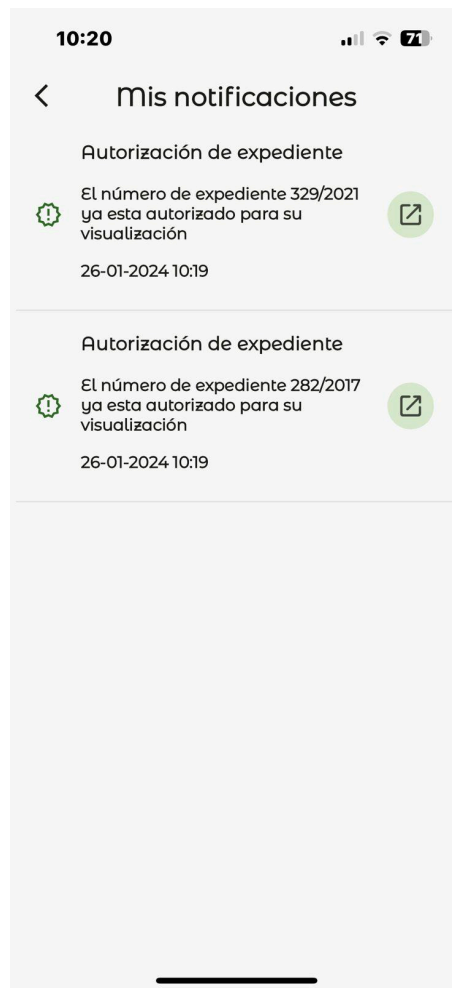 10:20
71
Mis notificaciones
Autorización de expediente
El número de expediente 329/2021
ya esta autorizado para su
visualización
26-01-2024 10:19
Autorización de expediente
El número de expediente 282/2017
ya esta autorizado para su
visualización
26-01-2024 10:19